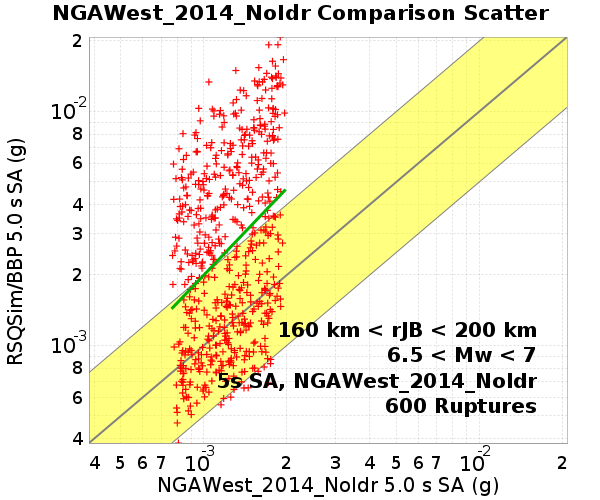 NGAWest_2014_NoIdr Comparison Scatter
RSQSim/BBP 5.0 s SA (g)
2
10-2
8
6
4
3
2
10-3
8
6
4
160 km < rJB < 200 km
6.5 < Mw < 7
5s SA, NGAWest_2014_NoIdr
600 Ruptures
4 5 6 7 10-3 2 3 4 5 6 7 10-2 2
NGAWest_2014_NoIdr 5.0 s SA (g)